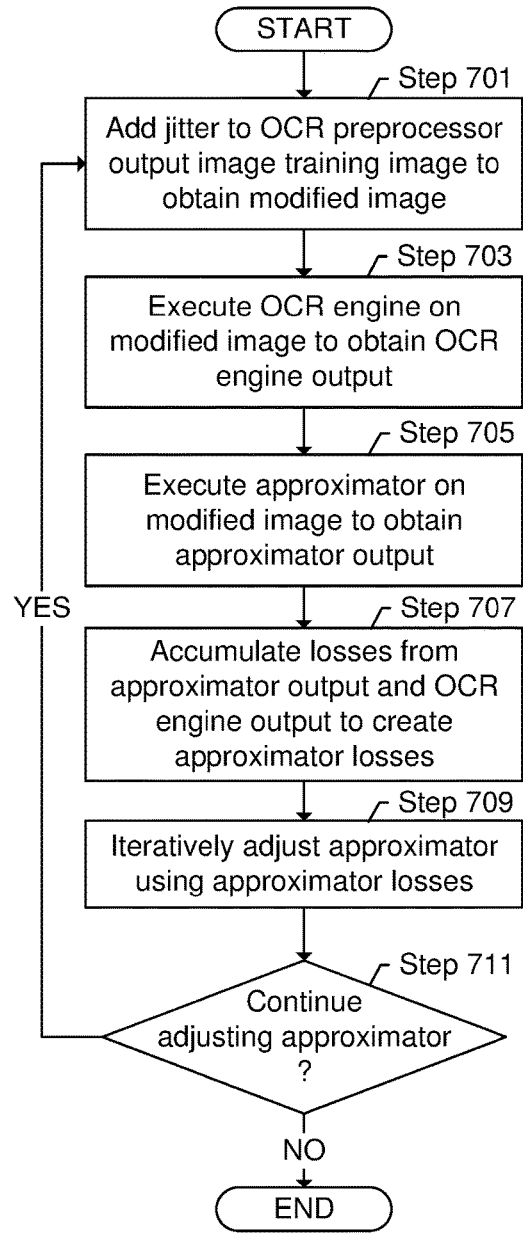 START
Step 701
Add jitter to OCR preprocessor
output image training image to
obtain modified image
Step 703
Execute OCR engine on
modified image to obtain OCR
engine output
Step 705
Execute approximator on
modified image to obtain
approximator output
YES
Step 707
Accumulate losses from
approximator output and OCR
engine output to create
approximator losses
Step 709
Iteratively adjust approximator
using approximator losses
Step 711
Continue
adjusting approximator
?
NO
END